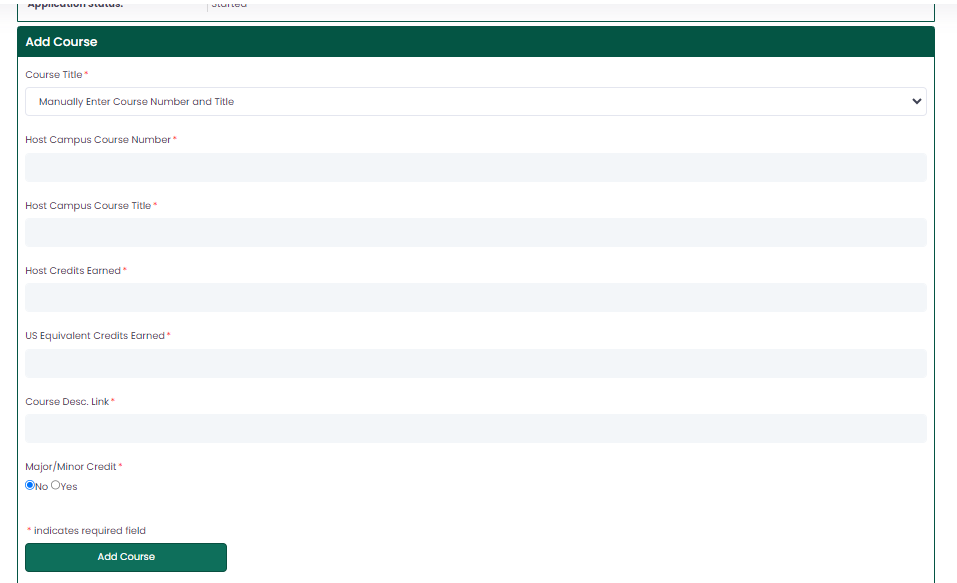 Application Status: Started
Add Course
Course Title *
Manually Enter Course Number and Title
Host Campus Course Number *
Host Campus Course Title *
Host Credits Earned *
US Equivalent Credits Earned *
Course Desc. Link *
Major/Minor Credit *
No Yes
* indicates required field
Add Course